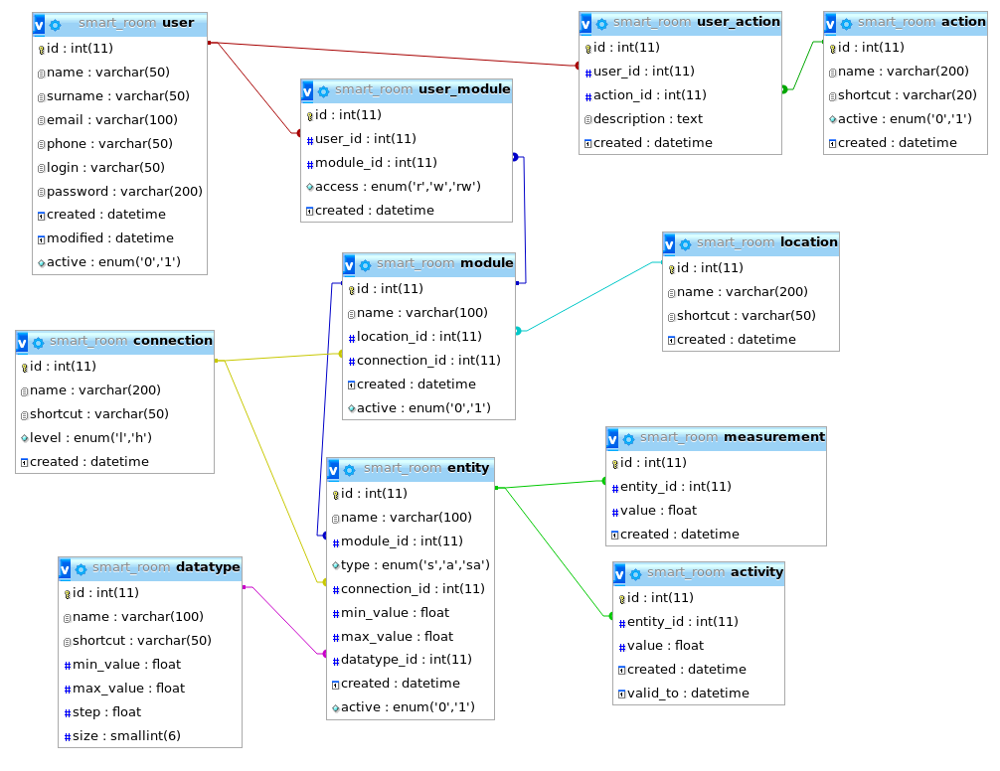 v smart_room user
id : int(11)
name : varchar(50)
surname : varchar(50)
email : varchar(100)
phone : varchar(50)
login : varchar(50)
password : varchar(200)
created : datetime
modified : datetime
active : enum('0','1')
v smart_room user_module
id : int(11)
user_id : int(11)
module_id : int(11)
access : enum('r','w','rw')
created : datetime
v smart_room user_action
id : int(11)
user_id : int(11)
action_id : int(11)
description : text
created : datetime
v smart_room action
id : int(11)
name : varchar(200)
shortcut : varchar(20)
active : enum('0','1')
created : datetime
v smart_room module
id : int(11)
name : varchar(100)
location_id : int(11)
connection_id : int(11)
created : datetime
active : enum('0','1')
v smart_room location
id : int(11)
name : varchar(200)
shortcut : varchar(50)
created : datetime
v smart_room connection
id : int(11)
name : varchar(200)
shortcut : varchar(50)
level : enum('l','h')
created : datetime
v smart_room entity
id : int(11)
name : varchar(100)
module_id : int(11)
type : enum('s','a','sa')
connection_id : int(11)
min_value : float
max_value : float
datatype_id : int(11)
created : datetime
active : enum('0','1')
v smart_room measurement
id : int(11)
entity_id : int(11)
value : float
created : datetime
v smart_room datatype
id : int(11)
name : varchar(100)
shortcut : varchar(50)
min_value : float
max_value : float
step : float
size : smallint(6)
v smart_room activity
id : int(11)
entity_id : int(11)
value : float
created : datetime
valid_to : datetime